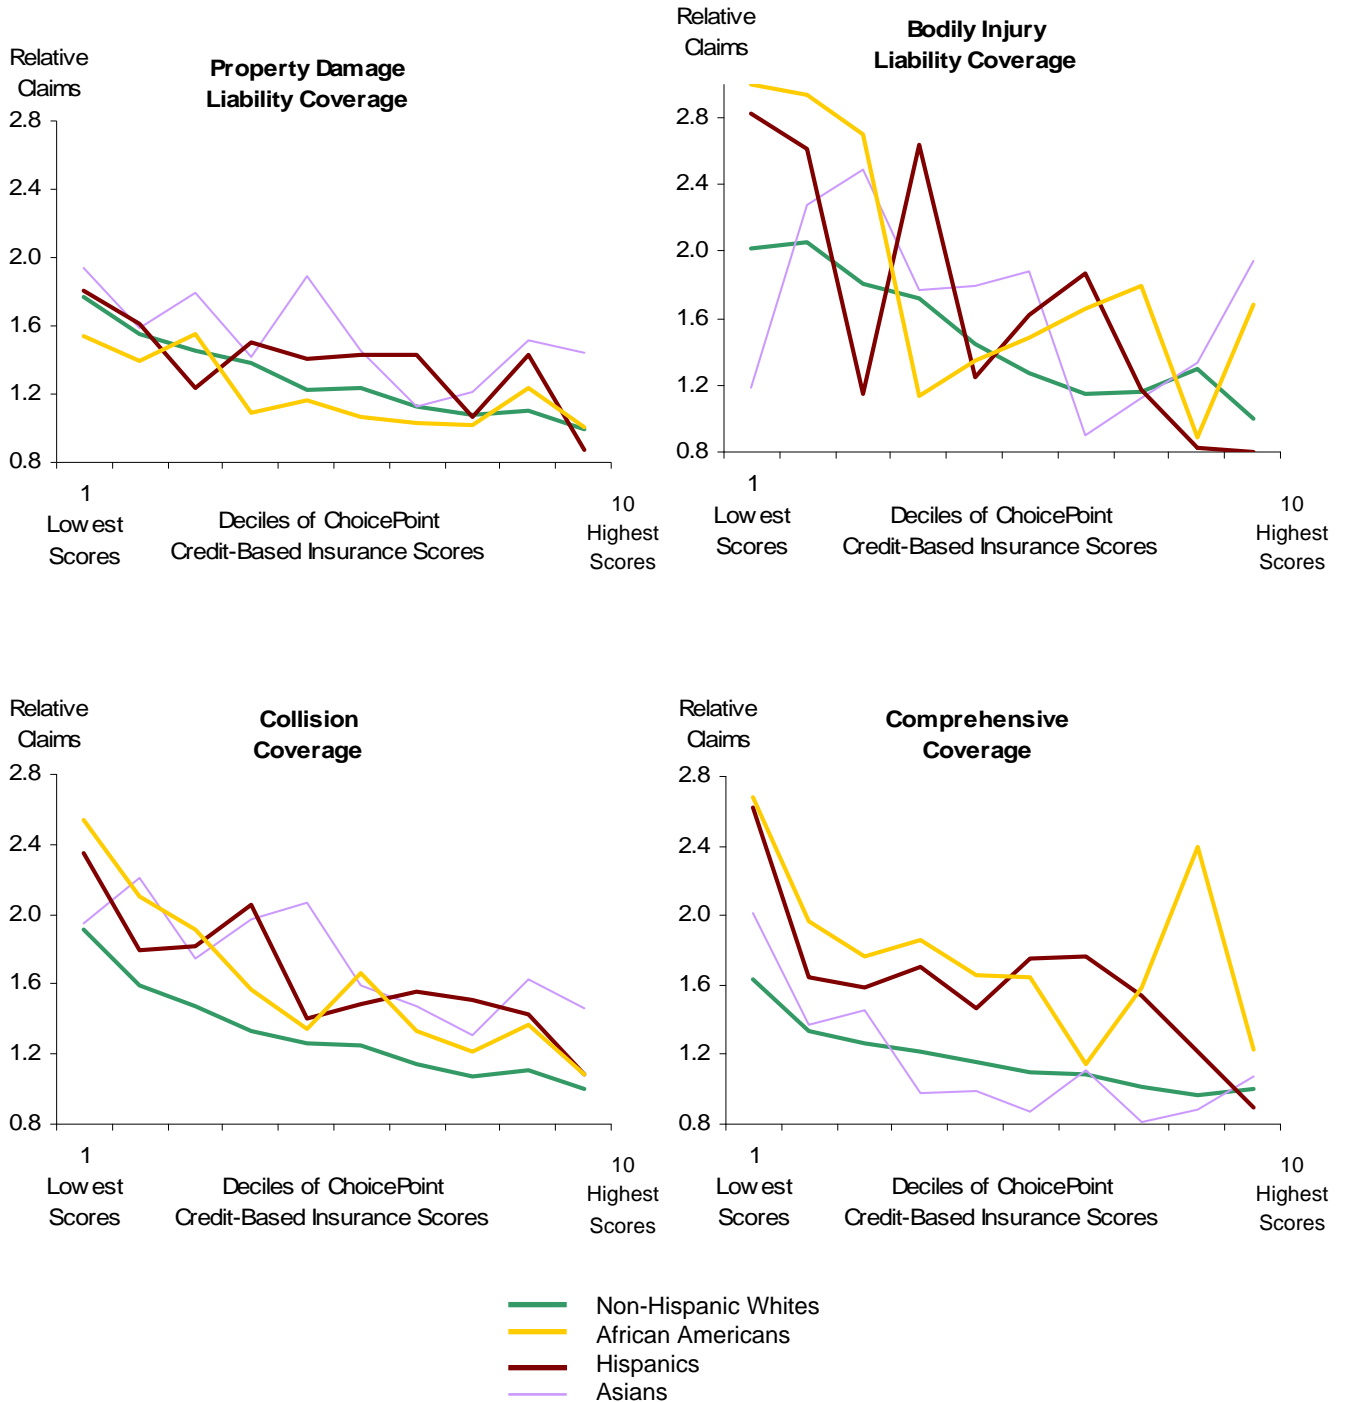 Relative
Claims
Property Damage
Liability Coverage
2.8
2.4
2.0
1.6
1.2
0.8
1
Lowest
Scores
Deciles of ChoicePoint
Credit-Based Insurance Scores
10
Highest
Scores
Relative
Claims
Bodily Injury
Liability Coverage
2.8
2.4
2.0
1.6
1.2
0.8
1
Lowest
Scores
Deciles of ChoicePoint
Credit-Based Insurance Scores
10
Highest
Scores
Relative
Claims
Collision
Coverage
2.8
2.4
2.0
1.6
1.2
0.8
1
Lowest
Scores
Deciles of ChoicePoint
Credit-Based Insurance Scores
10
Highest
Scores
Relative
Claims
Comprehensive
Coverage
2.8
2.4
2.0
1.6
1.2
0.8
1
Lowest
Scores
Deciles of ChoicePoint
Credit-Based Insurance Scores
10
Highest
Scores
Non-Hispanic Whites
African Americans
Hispanics
Asians